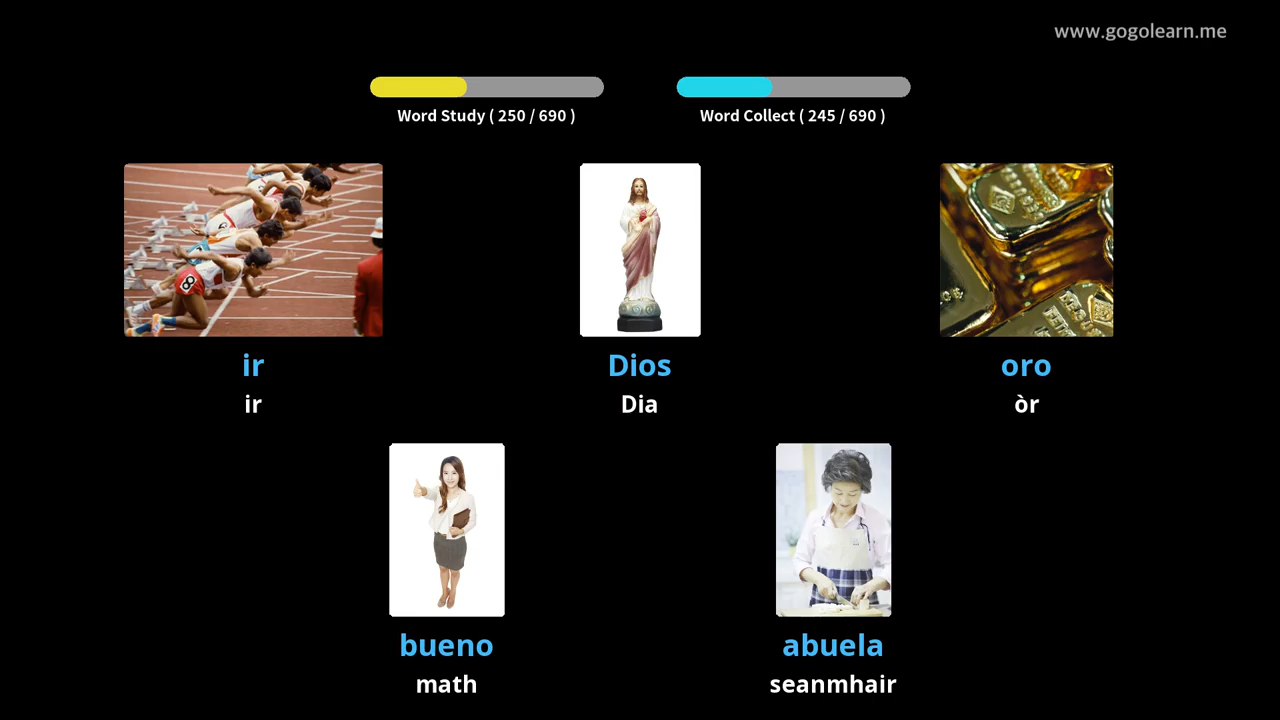 www.gogolearn.me
Word Study ( 250 / 690 )
Word Collect ( 245 / 690 )
8
ir
ir
Dios
Dia
oro
òr
bueno
math
abuela
seanmhair